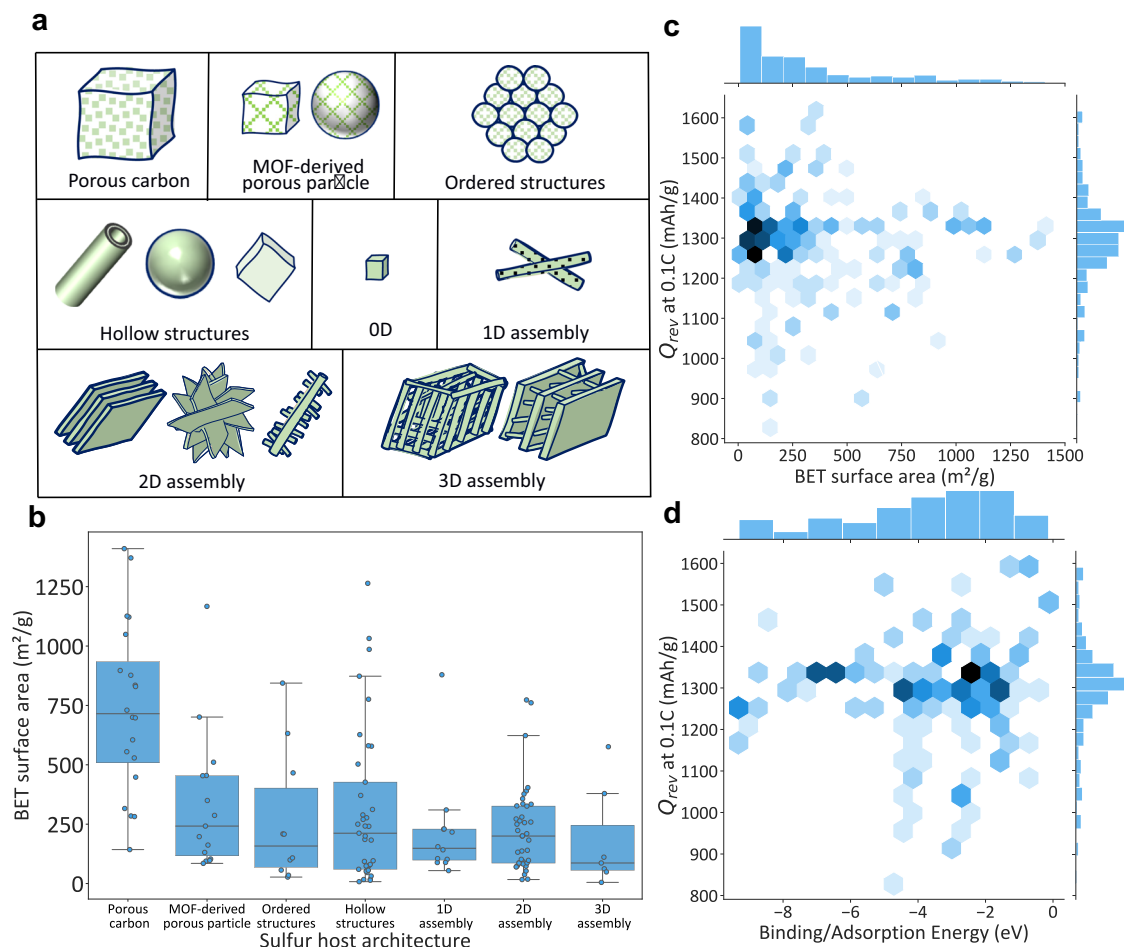 a
Porous carbon
MOF-derived
porous par☒cle
Ordered structures
Hollow structures
0D
1D assembly
2D assembly
3D assembly
b
BET surface area (m²/g)
1250
1000
750
500
250
0
Porous
carbon
MOF-derived
porous particle
Ordered
structures
Hollow
structures
1D
assembly
2D
assembly
3D
assembly
Sulfur host architecture
c
Qrev at 0.1C (mAh/g)
1600
1500
1400
1300
1200
1100
1000
900
800
0 250 500 750 1000 1250 1500
BET surface area (m²/g)
d
Qrev at 0.1C (mAh/g)
1600
1500
1400
1300
1200
1100
1000
900
800
−8 −6 −4 −2 0
Binding/Adsorption Energy (eV)